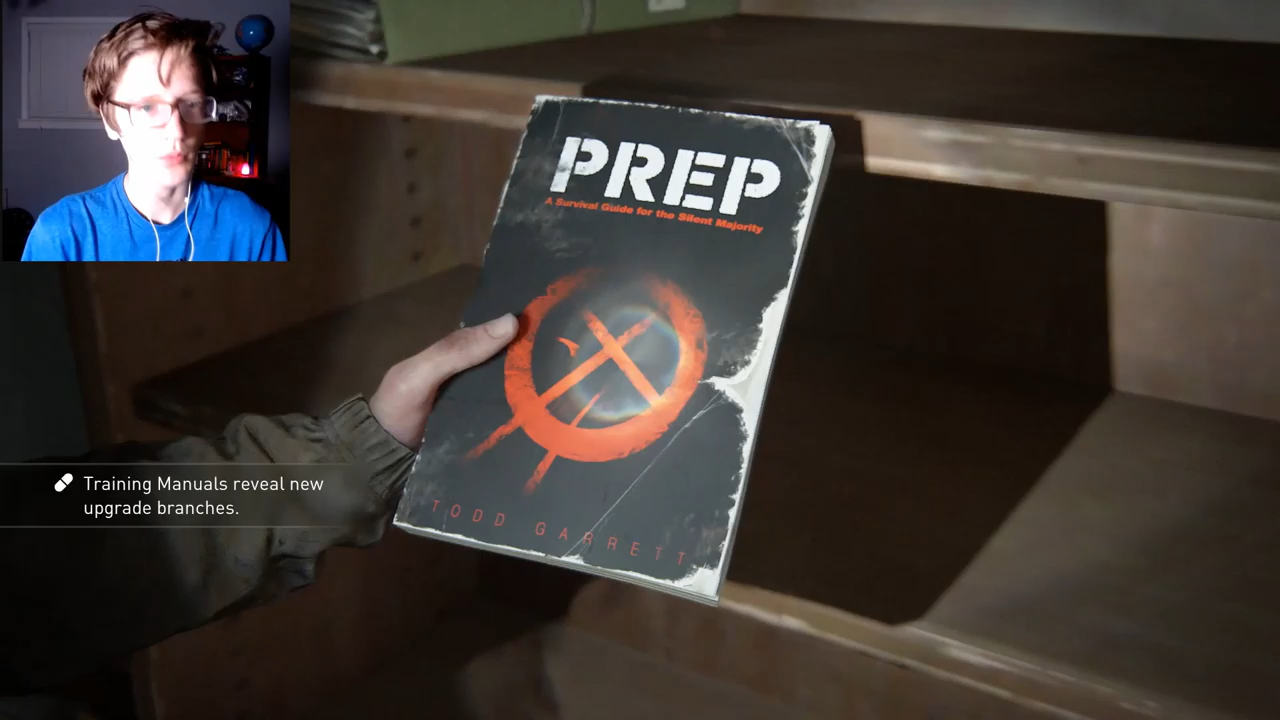 PREP
A Survival Guide for the Silent Majority
TODD GARRETT
Training Manuals reveal new
upgrade branches.